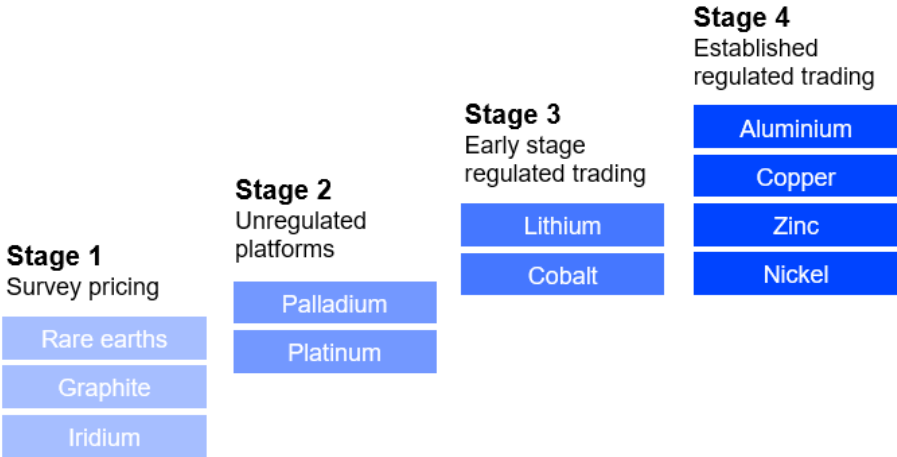 Stage 1
Survey pricing
Rare earths
Graphite
Iridium
Stage 2
Unregulated
platforms
Palladium
Platinum
Stage 3
Early stage
regulated trading
Lithium
Cobalt
Stage 4
Established
regulated trading
Aluminium
Copper
Zinc
Nickel